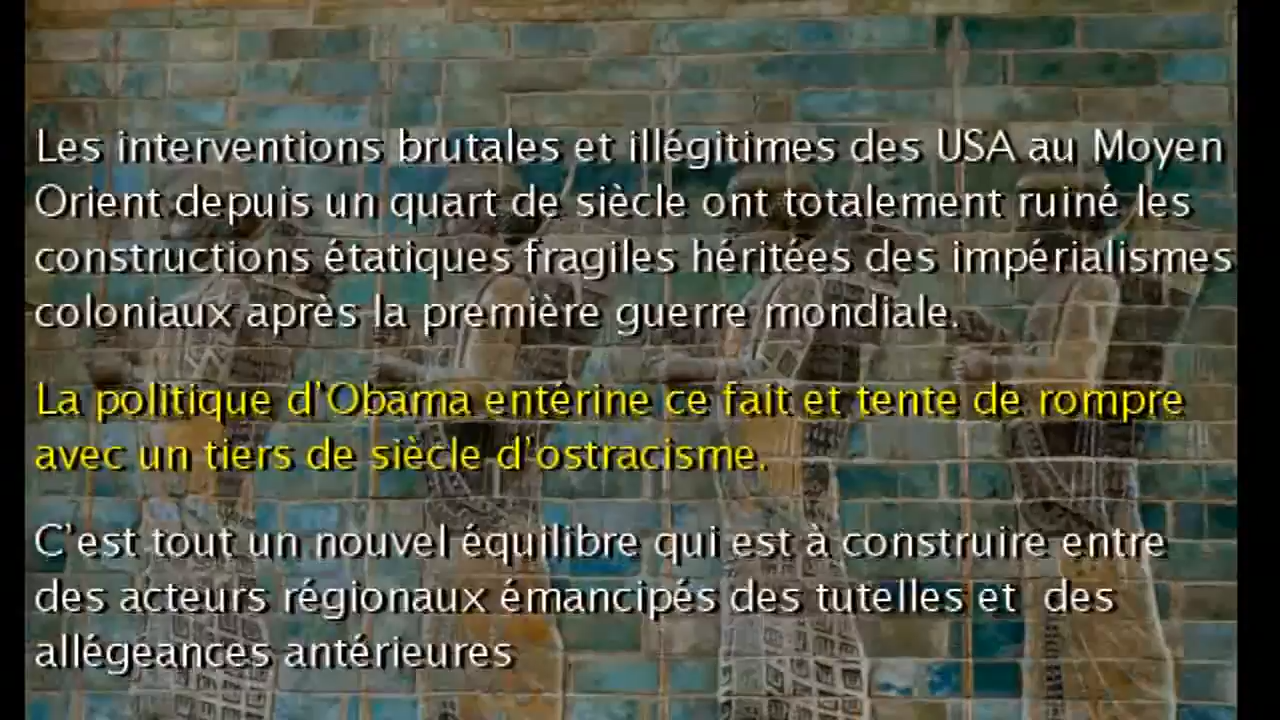 Les interventions brutales et illégitimes des USA au Moyen
Orient depuis un quart de siècle ont totalement ruiné les
constructions étatiques fragiles héritées des impérialismes
coloniaux après la première guerre mondiale.
La politique d'Obama entérine ce fait et tente de rompre
avec un tiers de siècle d'ostracisme.
C'est tout un nouvel équilibre qui est à construire entre
des acteurs régionaux émancipés des tutelles et  des
allégeances antérieures